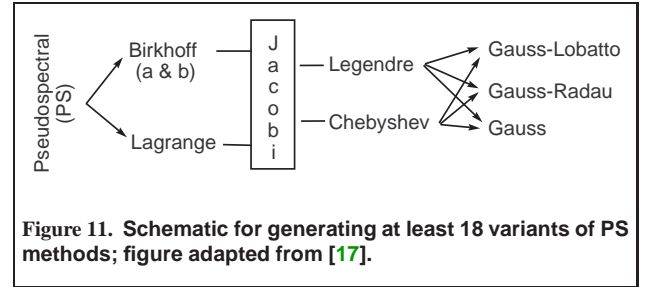 Pseudospectral
(PS)
Birkhoff
(a & b)
Lagrange
J
a
c
o
b
i
Legendre
Chebyshev
Gauss-Lobatto
Gauss-Radau
Gauss
Figure 11. Schematic for generating at least 18 variants of PS
methods; figure adapted from [17].